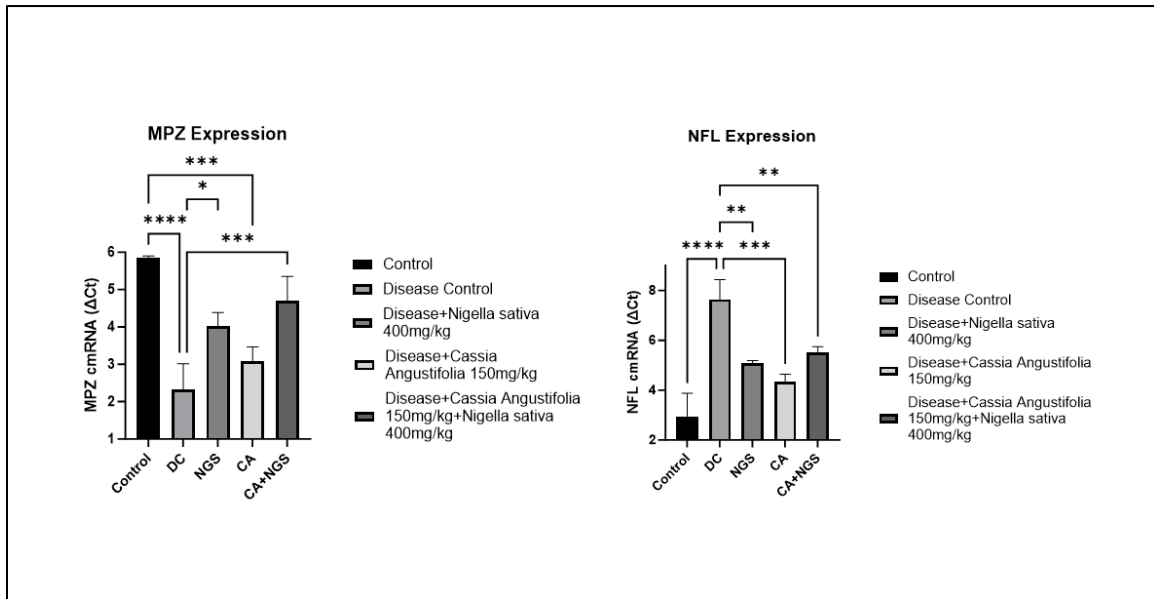 MPZ Expression
***
*
****
***
6
5
4
3
2
1
MPZ cmRNA (ΔCt)
Control
DC
NGS
CA
CA+NGS
Control
Disease Control
Disease+Nigella sativa
400mg/kg
Disease+Cassia
Angustifolia 150mg/kg
Disease+Cassia Angustifolia
150mg/kg+Nigella sativa
400mg/kg
NFL Expression
**
**
****
***
8
6
4
2
NFL cmRNA (ΔCt)
Control
DC
NGS
CA
CA+NGS
Control
Disease Control
Disease+Nigella sativa
400mg/kg
Disease+Cassia Angustifolia
150mg/kg
Disease+Cassia Angustifolia
150mg/kg+Nigella sativa
400mg/kg